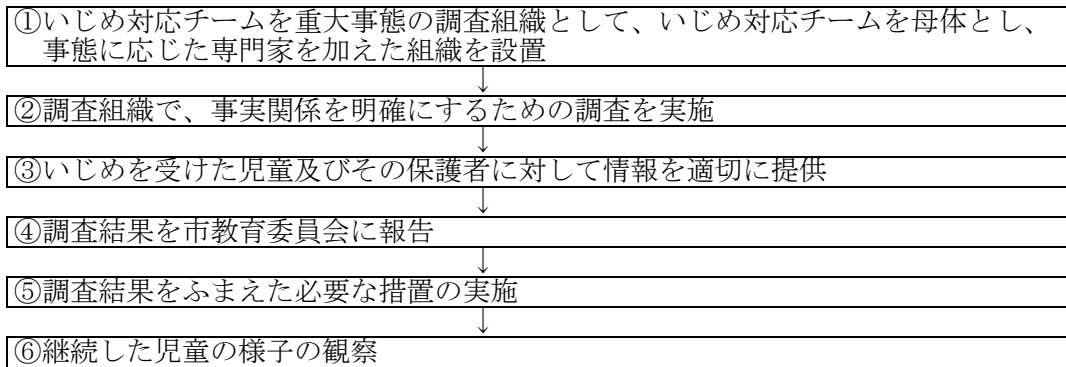 ①いじめ対応チームを重大事態の調査組織として、いじめ対応チームを母体とし、
事態に応じた専門家を加えた組織を設置
↓
②調査組織で、事実関係を明確にするための調査を実施
↓
③いじめを受けた児童及びその保護者に対して情報を適切に提供
↓
④調査結果を市教育委員会に報告
↓
⑤調査結果をふまえた必要な措置の実施
↓
⑥継続した児童の様子の観察